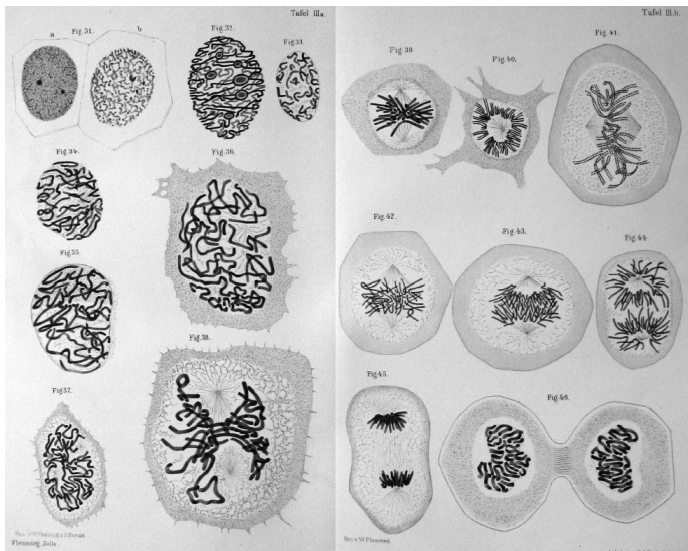 Tafel IIIa.
Fig.31.
a
b
Fig.32.
Fig.33.
Fig.34.
Fig.36.
Fig.35.
Fig.38.
Fig.37.
Flemming, Zelle.
Tafel III.b.
Fig.39.
Fig.40.
Fig.41.
Fig.42.
Fig.43.
Fig.44.
Fig.45.
Fig.46.
Gez. v. W. Flemming.